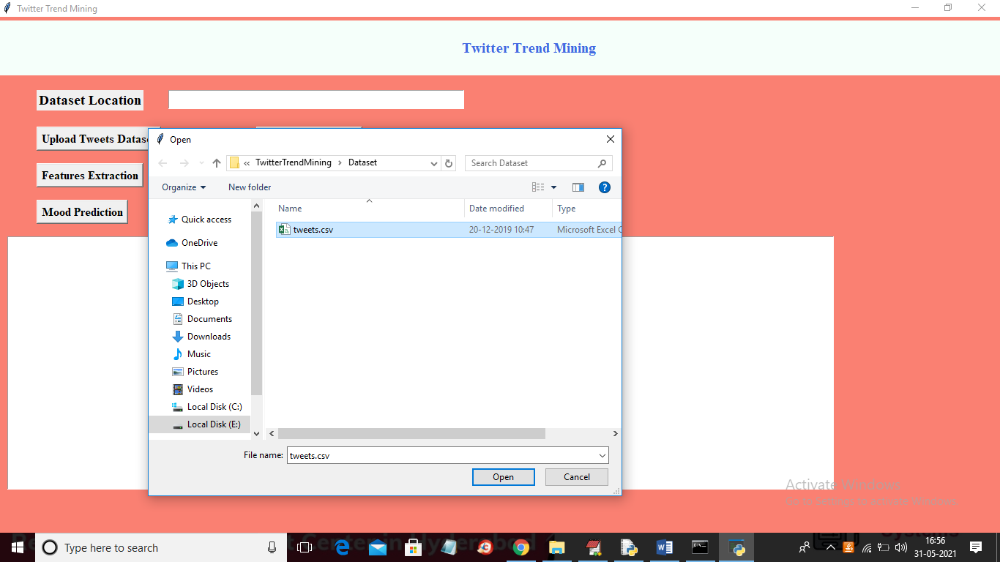 Twitter Trend Mining
Twitter Trend Mining
Dataset Location
Upload Tweets Datas
Features Extraction
Mood Prediction
Open
« TwitterTrendMining › Dataset
Search Dataset
Organize
New folder
Name
Date modified
Type
Quick access
OneDrive
This PC
3D Objects
Desktop
Documents
Downloads
Music
Pictures
Videos
Local Disk (C:)
Local Disk (E:)
tweets.csv
20-12-2019 10:47
Microsoft Excel C
File name:
tweets.csv
Open
Cancel
Activate Windows
Go to Settings to activate Windows.
Type here to search
t Center in Hyderabad
Systems
16:56
31-05-2021